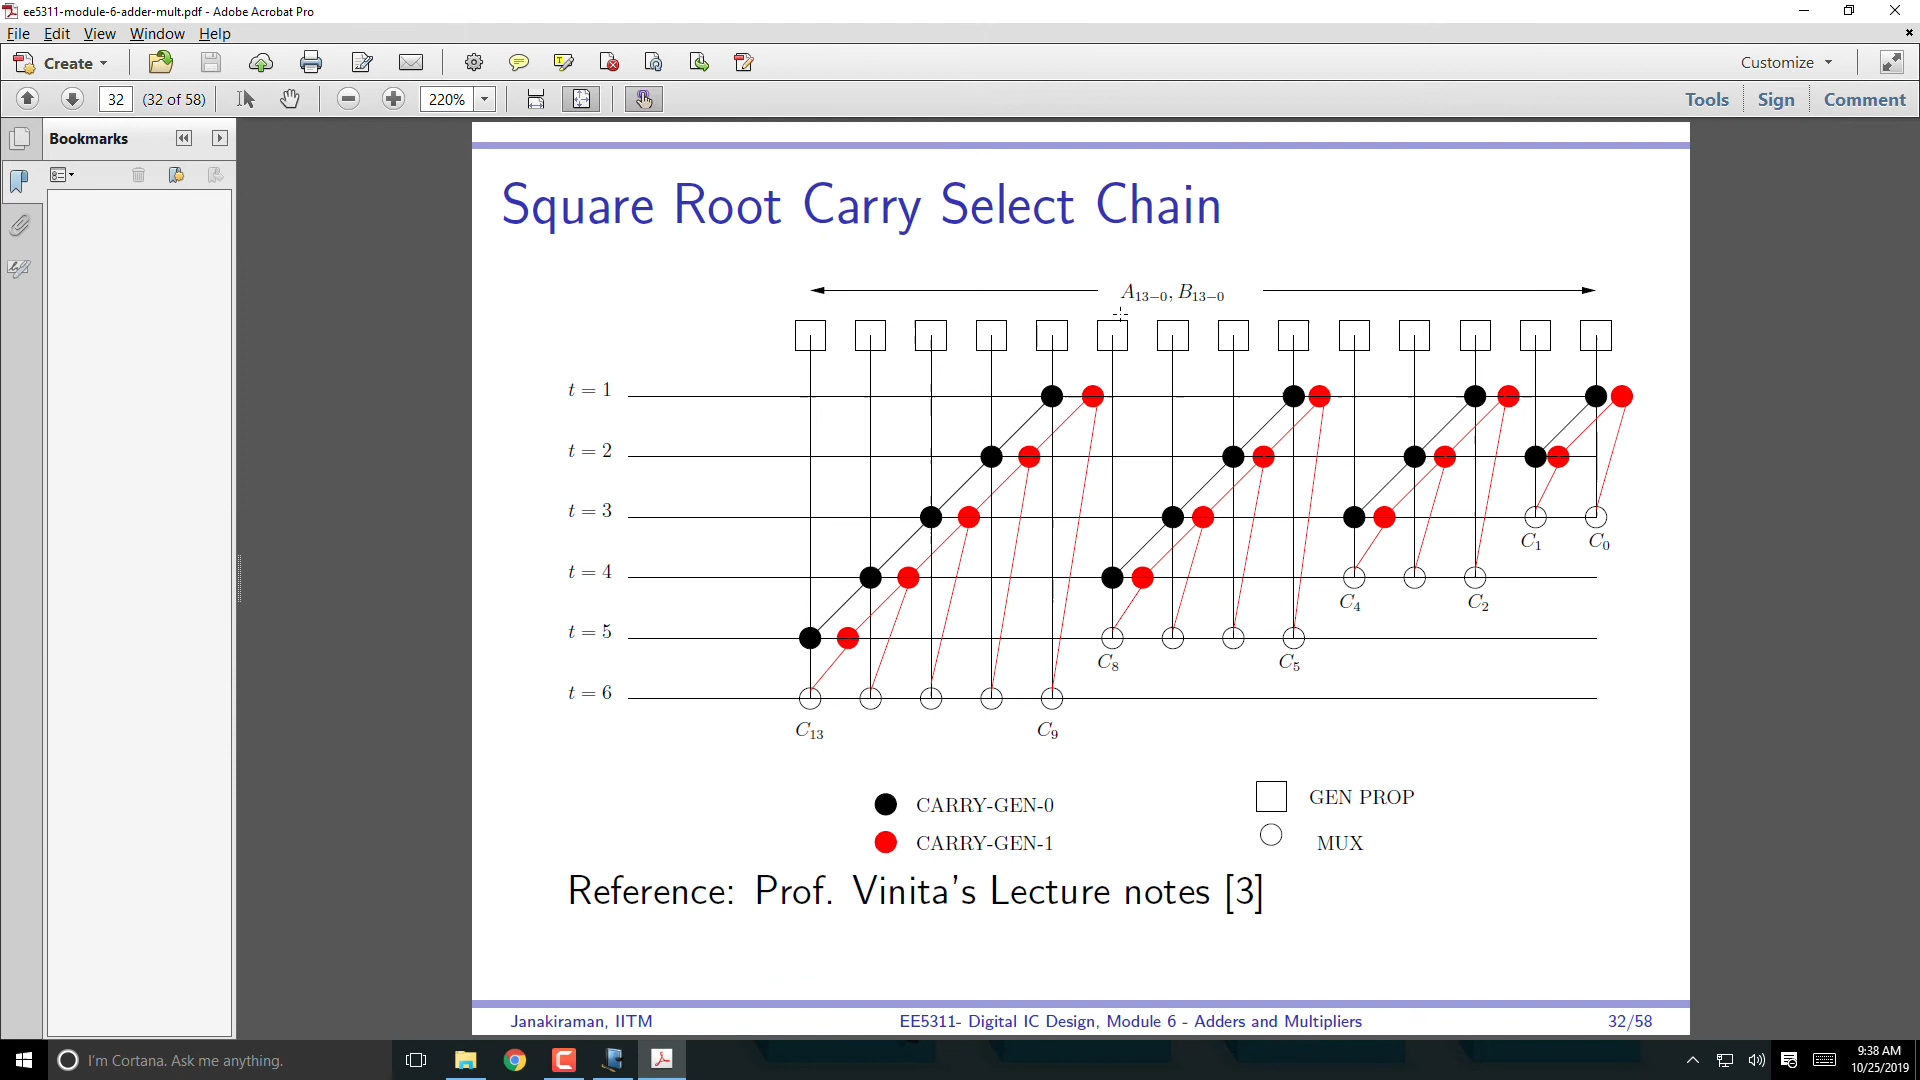 ee5311-module-6-adder-mult.pdf - Adobe Acrobat Pro
File Edit View Window Help
Create
Customize
32 (32 of 58)
220%
Tools Sign Comment
Bookmarks
Square Root Carry Select Chain
A13−0, B13−0
t = 1
t = 2
t = 3
C1 C0
t = 4
C4 C2
t = 5
C8 C5
t = 6
C13 C9
CARRY-GEN-0 GEN PROP
CARRY-GEN-1 MUX
Reference: Prof. Vinita's Lecture notes [3]
Janakiraman, IITM EE5311- Digital IC Design, Module 6 - Adders and Multipliers 32/58
I'm Cortana. Ask me anything.
9:38 AM
10/25/2019